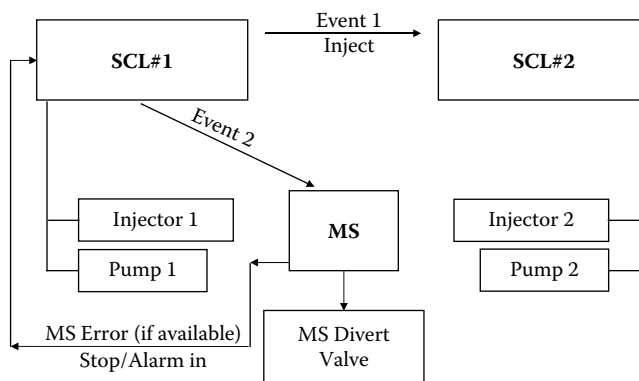 Event 1
Inject
SCL#1
SCL#2
Event 2
Injector 1
MS
Injector 2
Pump 1
Pump 2
MS Error (if available)
Stop/Alarm in
MS Divert
Valve